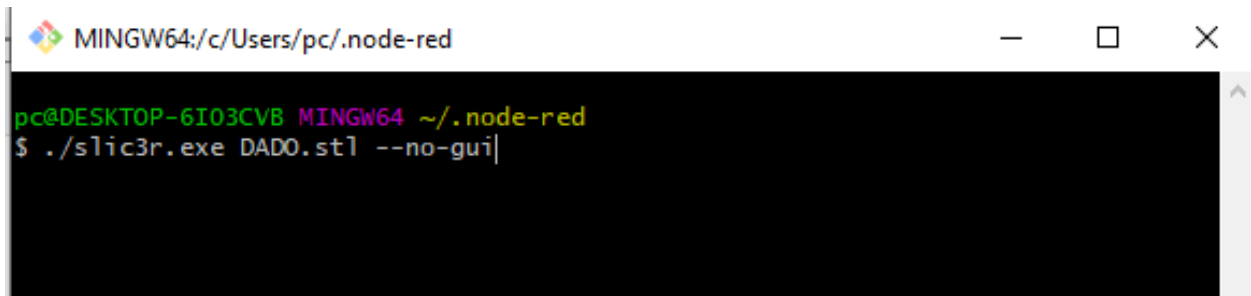 MINGW64:/c/Users/pc/.node-red
pc@DESKTOP-6IO3CVB MINGW64 ~/.node-red
$ ./slic3r.exe DADO.stl --no-gui